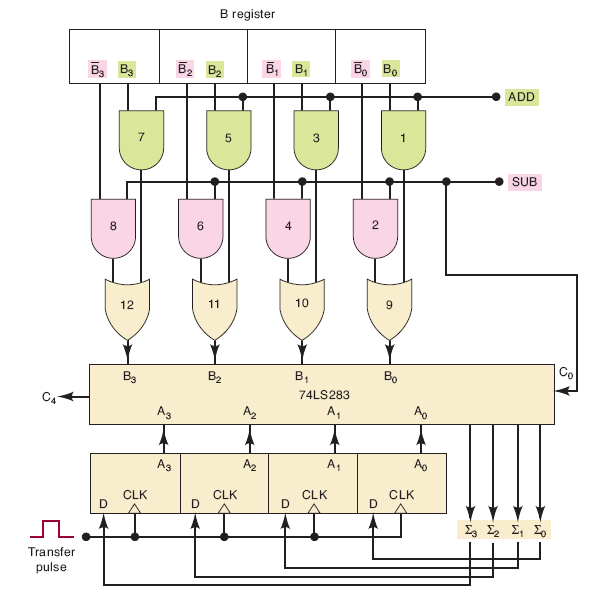 B register
B̅₃ B₃ B̅₂ B₂ B̅₁ B₁ B̅₀ B₀
ADD
7 5 3 1
SUB
8 6 4 2
12 11 10 9
B₃ B₂ B₁ B₀ C₀
74LS283
C₄
A₃ A₂ A₁ A₀
A₃ A₂ A₁ A₀
D CLK D CLK D CLK D CLK
Σ₃ Σ₂ Σ₁ Σ₀
Transfer
pulse